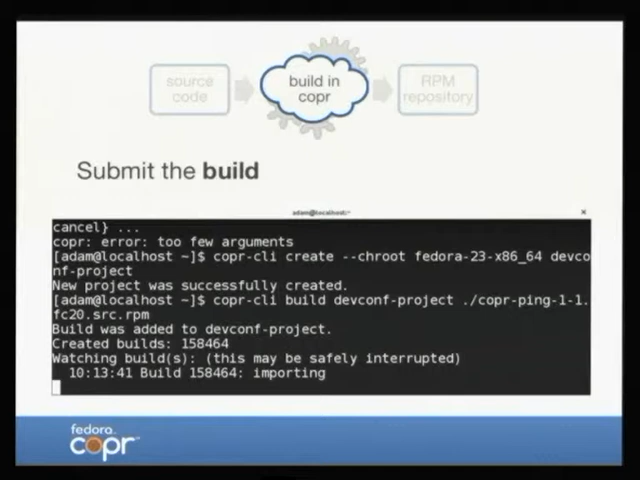 source
code
build in
copr
RPM
repository
Submit the build
adam@localhost:~
cancel} ...
copr: error: too few arguments
[adam@localhost ~]$ copr-cli create --chroot fedora-23-x86_64 devco
nf-project
New project was successfully created.
[adam@localhost ~]$ copr-cli build devconf-project ./copr-ping-1-1.
fc20.src.rpm
Build was added to devconf-project.
Created builds: 158464
Watching build(s): (this may be safely interrupted)
10:13:41 Build 158464: importing
fedora
copr